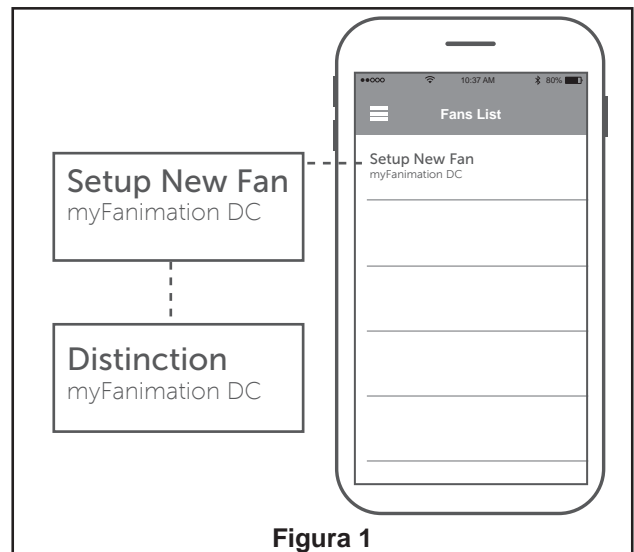 10:37 AM 80%
Fans List
Setup New Fan
myFanimation DC
Setup New Fan
myFanimation DC
Distinction
myFanimation DC
Figura 1